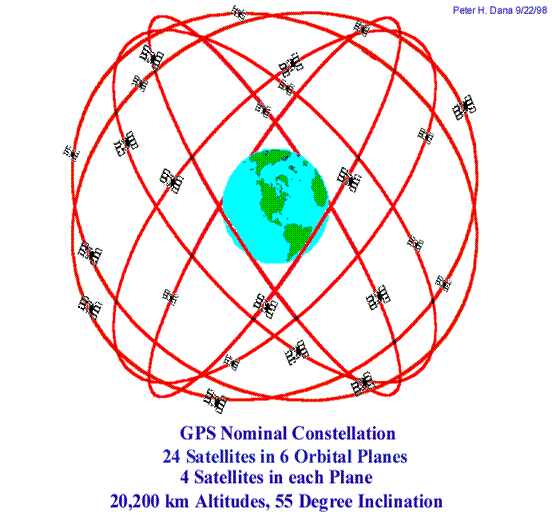 Peter H. Dana 9/22/98
GPS Nominal Constellation
24 Satellites in 6 Orbital Planes
4 Satellites in each Plane
20,200 km Altitudes, 55 Degree Inclination